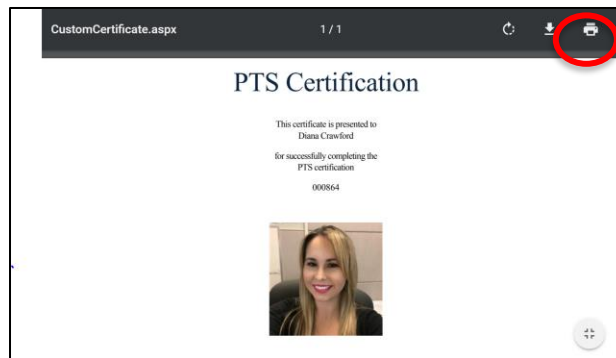 CustomCertificate.aspx 1 / 1
PTS Certification
This certificate is presented to
Diana Crawford
for successfully completing the
PTS certification
000864